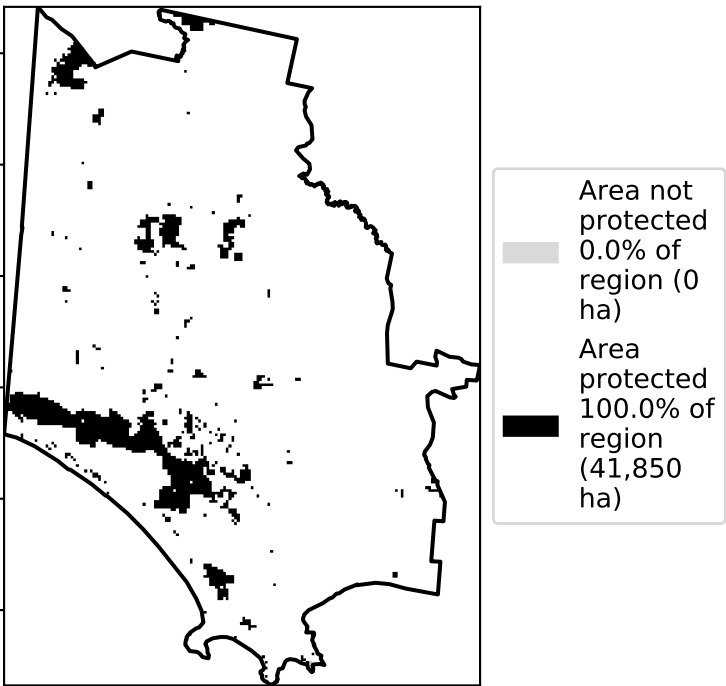 Area not
protected
0.0% of
region (0
ha)
Area
protected
100.0% of
region
(41,850
ha)